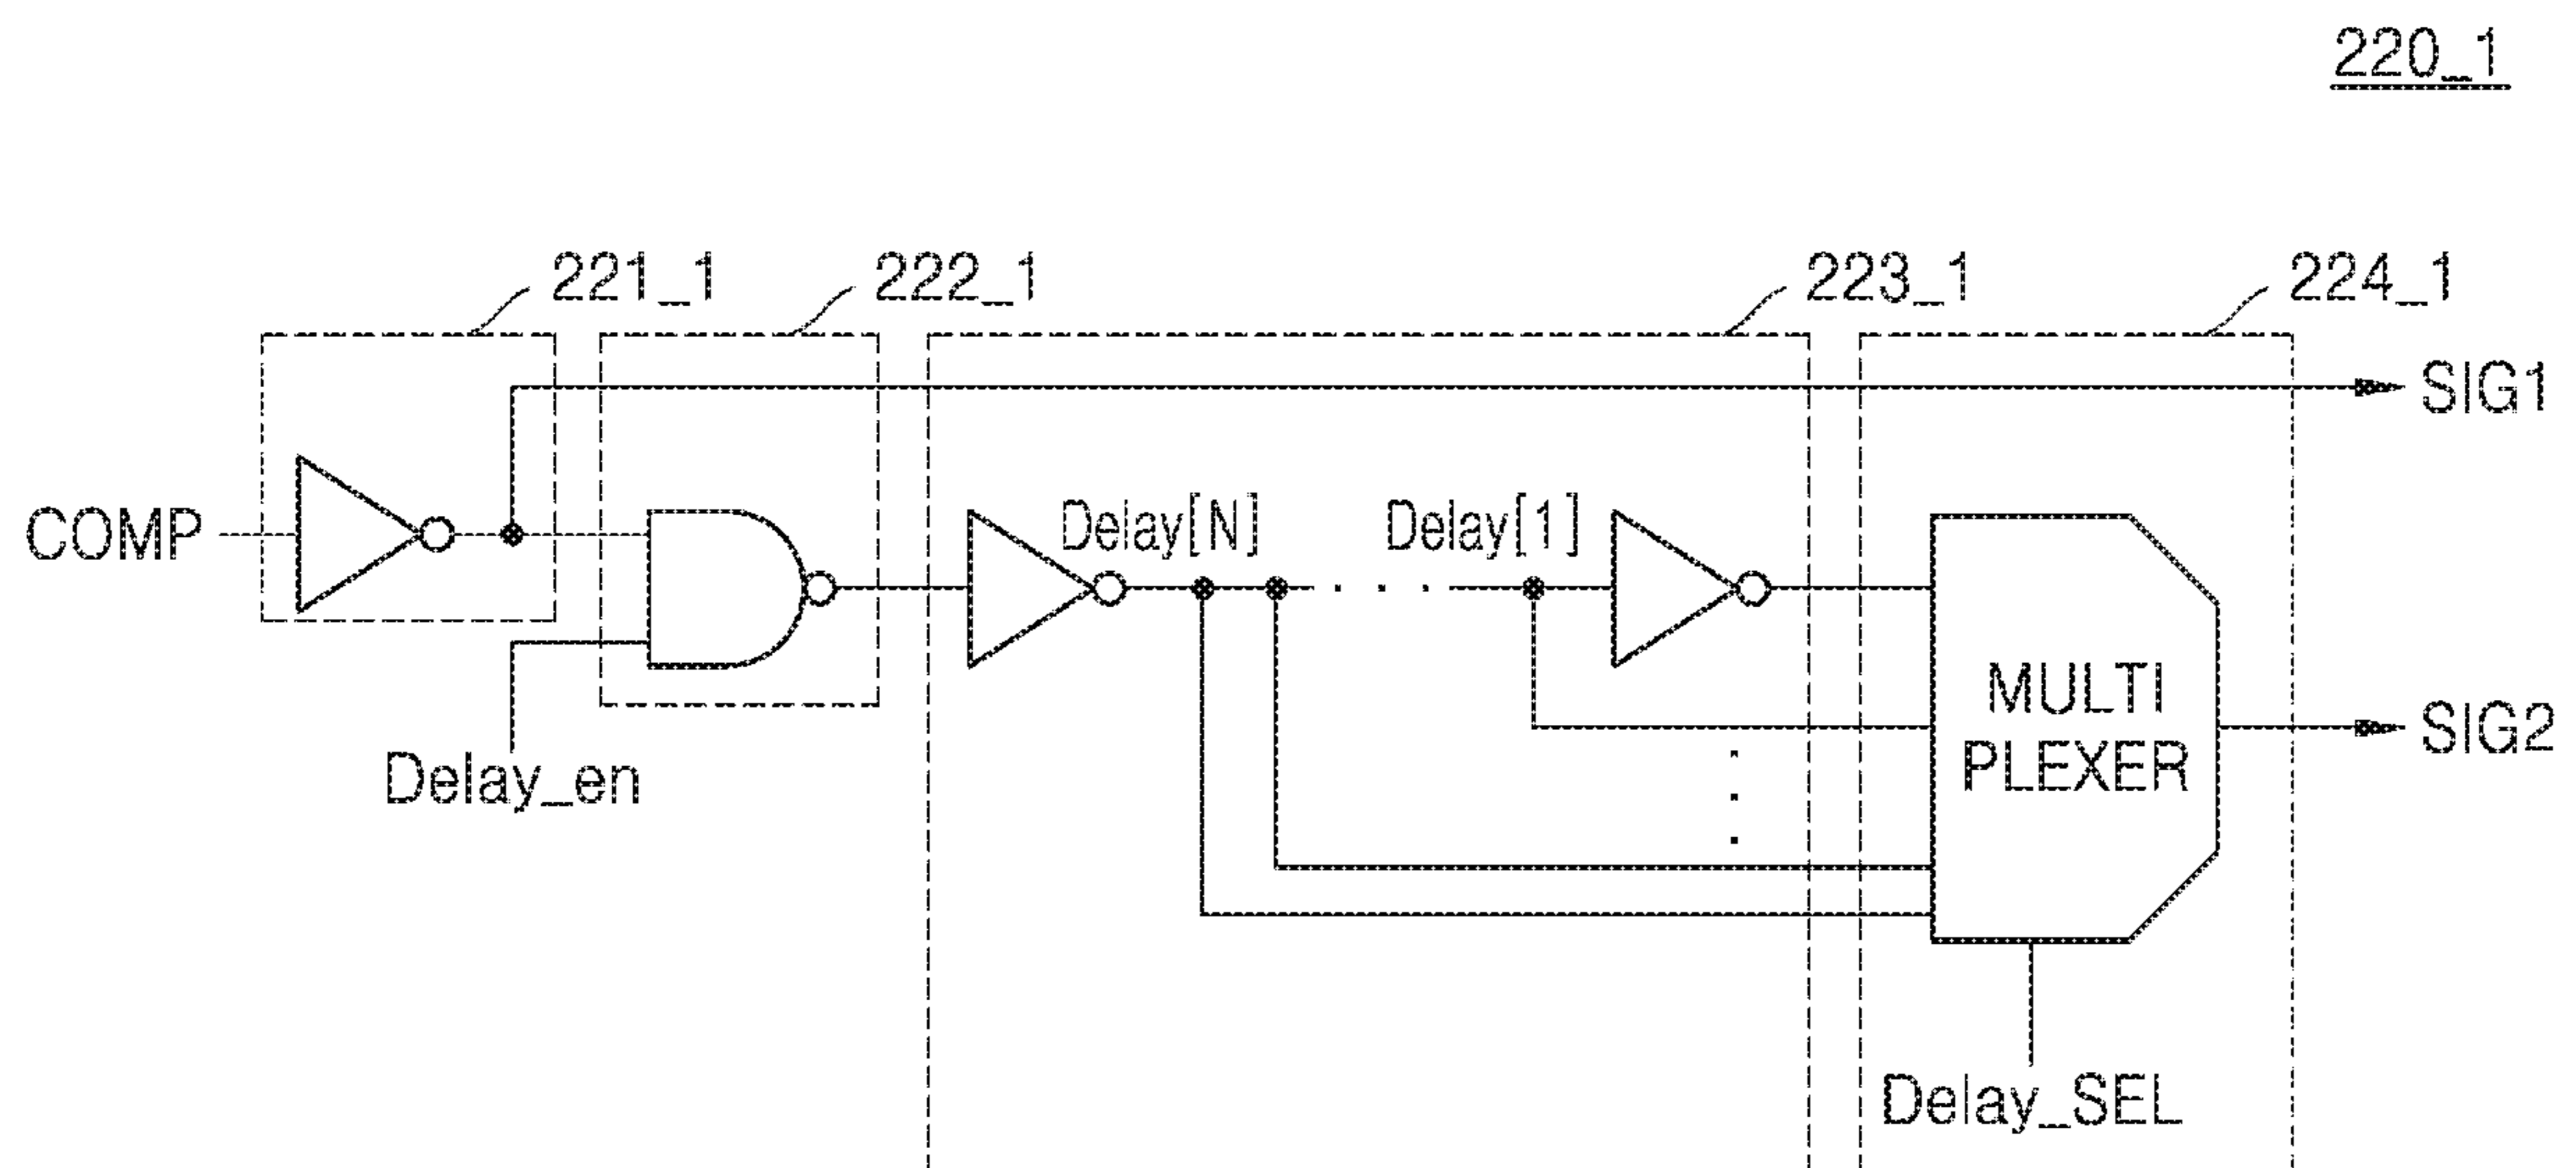 220_1
221_1
222_1
223_1
224_1
SIG1
COMP
Delay[N]
Delay[1]
MULTI
PLEXER
SIG2
Delay_en
Delay_SEL